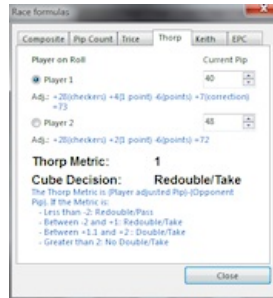 Race formulas
Composite Pip Count Trice Thorp Keith EPC
Player on Roll Current Pip
Player 1 40
Adj.: +28(checkers) +4(1 point) -6(points) +7(correction)
=73
Player 2 48
Adj.: +28(checkers) +2(1 point) -6(points) =72
Thorp Metric: 1
Cube Decision: Redouble/Take
The Thorp Metric is (Player adjusted Pip)-(Opponent
Pip). If the Metric is:
- Less than -2: Redouble/Pass
- Between -2 and +1: Redouble/Take
- Between +1.1 and +2 : Double/Take
- Greater than 2: No Double/Take
Close